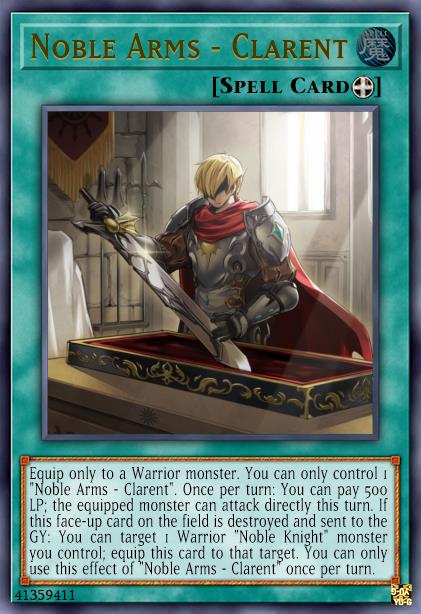 Noble Arms - Clarent
魔
[Spell Card]
Equip only to a Warrior monster. You can only control 1
"Noble Arms - Clarent". Once per turn: You can pay 500
LP; the equipped monster can attack directly this turn. If
this face-up card on the field is destroyed and sent to the
GY: You can target 1 Warrior "Noble Knight" monster
you control; equip this card to that target. You can only
use this effect of "Noble Arms - Clarent" once per turn.
41359411